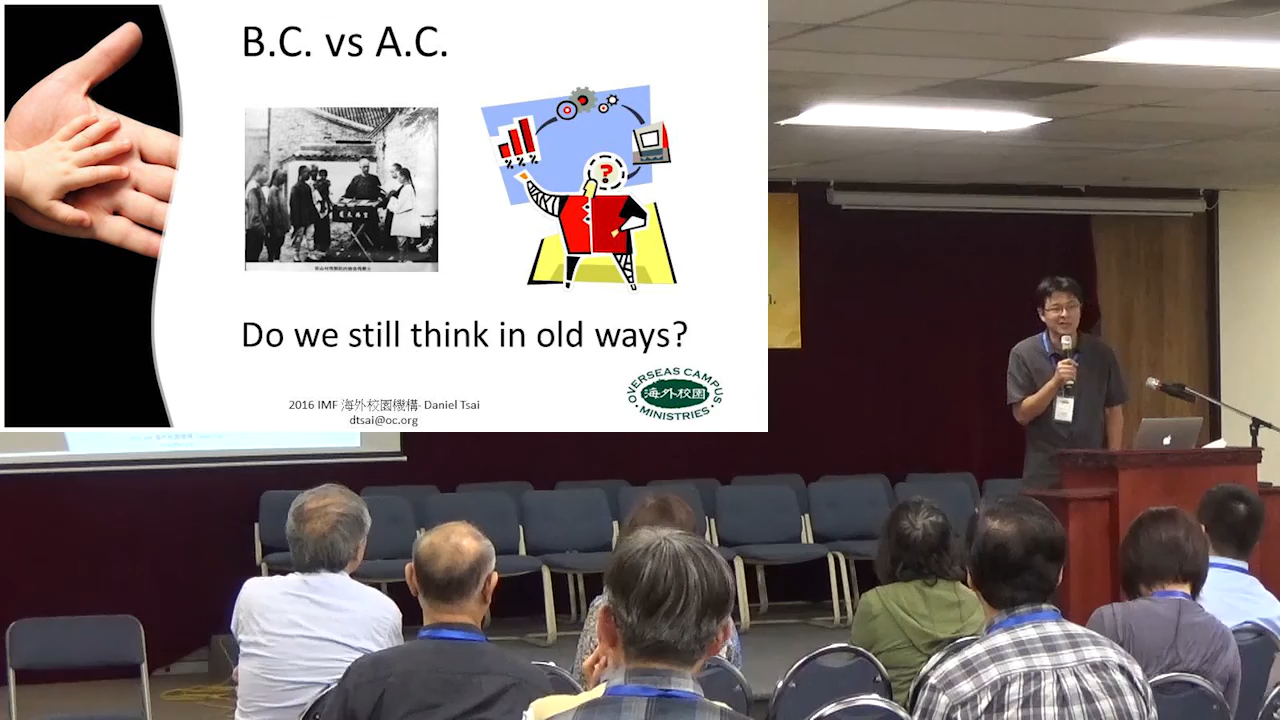 B.C. vs A.C.
Do we still think in old ways?
2016 IMF 海外校園機構- Daniel Tsai
dtsai@oc.org
OVERSEAS CAMPUS
海外校園
MINISTRIES